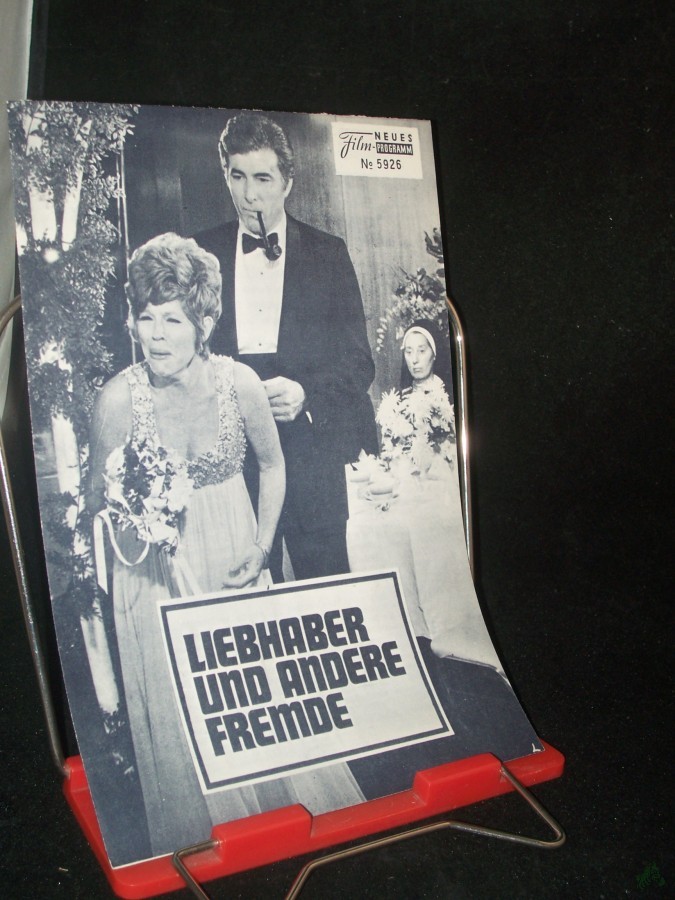 NEUES
Film-PROGRAMM
No 5926
LIEBHABER
UND ANDERE
FREMDE